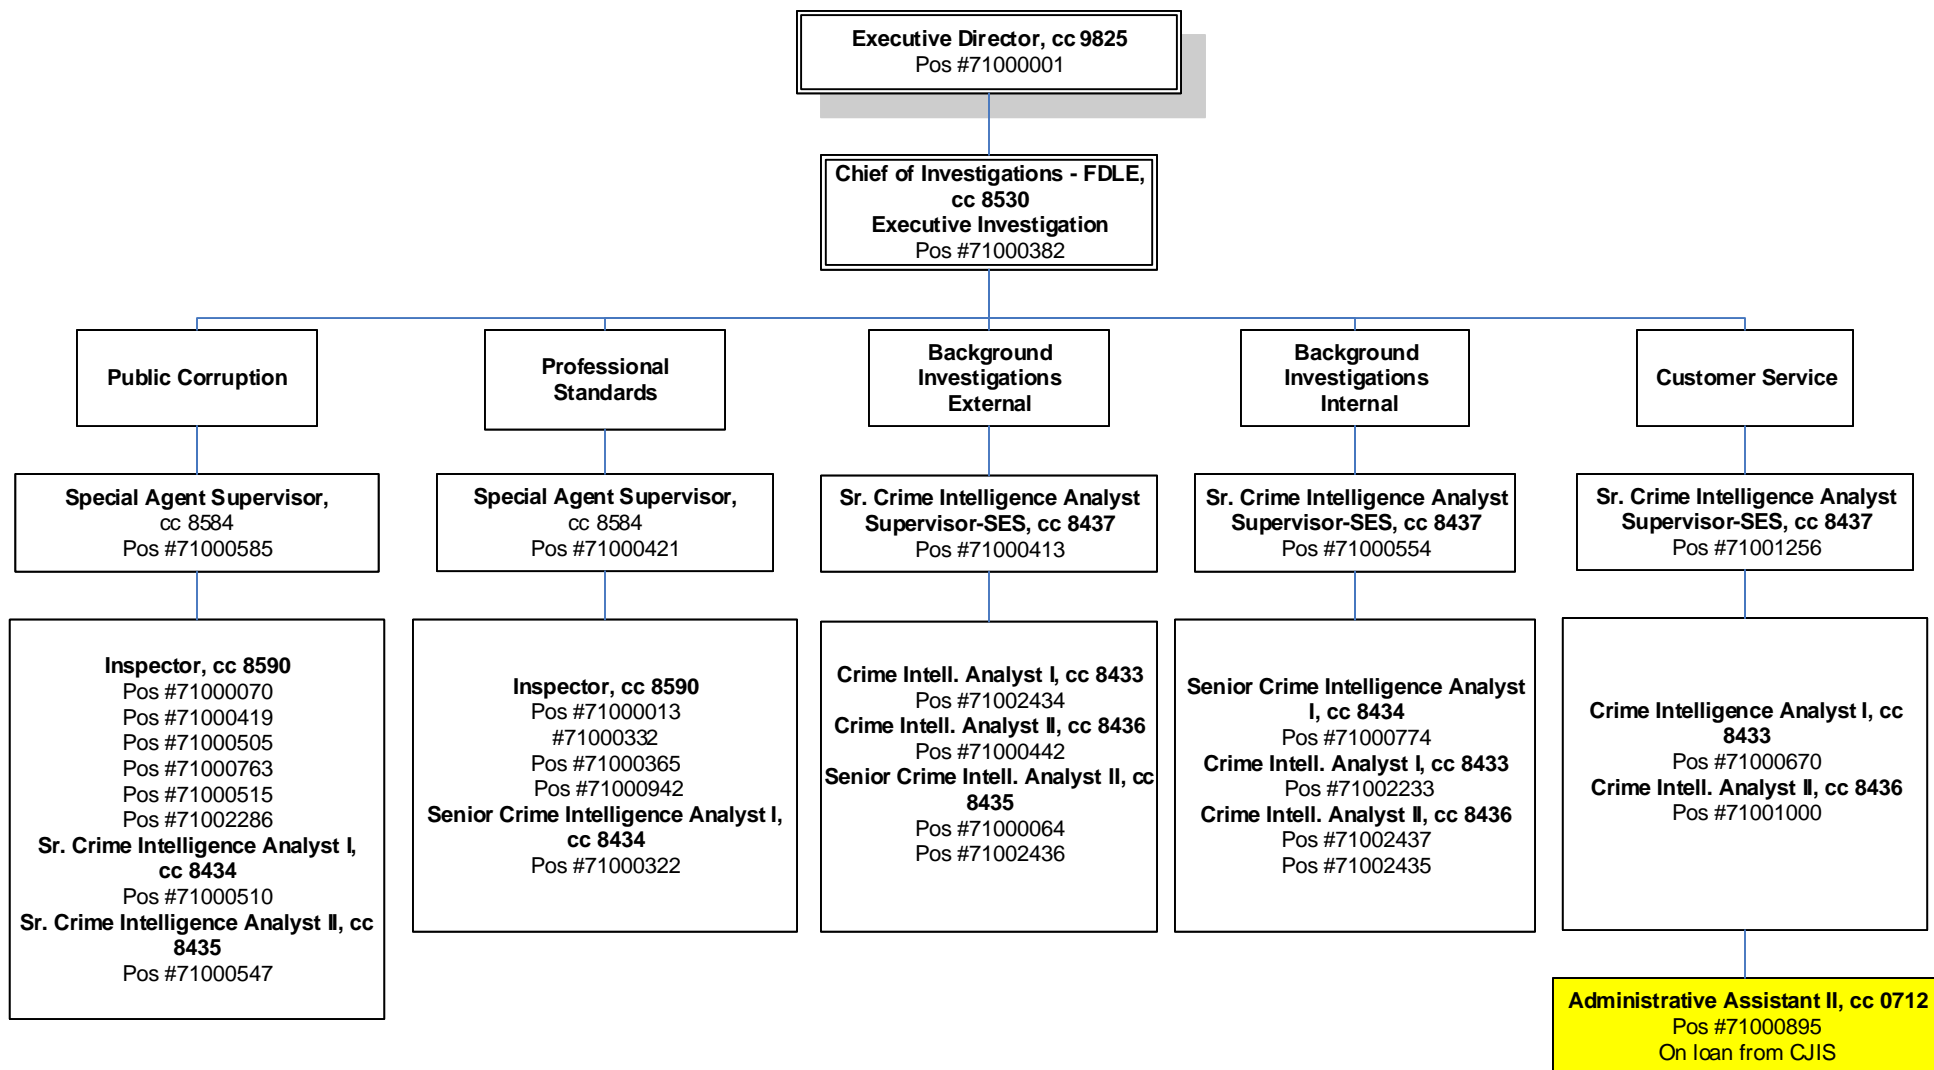 Executive Director, cc 9825
Pos #71000001
Chief of Investigations - FDLE,
cc 8530
Executive Investigation
Pos #71000382
Public Corruption
Professional
Standards
Background
Investigations
External
Background
Investigations
Internal
Customer Service
Special Agent Supervisor,
cc 8584
Pos #71000585
Special Agent Supervisor,
cc 8584
Pos #71000421
Sr. Crime Intelligence Analyst
Supervisor-SES, cc 8437
Pos #71000413
Sr. Crime Intelligence Analyst
Supervisor-SES, cc 8437
Pos #71000554
Sr. Crime Intelligence Analyst
Supervisor-SES, cc 8437
Pos #71001256
Inspector, cc 8590
Pos #71000070
Pos #71000419
Pos #71000505
Pos #71000763
Pos #71000515
Pos #71002286
Sr. Crime Intelligence Analyst I,
cc 8434
Pos #71000510
Sr. Crime Intelligence Analyst II, cc
8435
Pos #71000547
Inspector, cc 8590
Pos #71000013
#71000332
Pos #71000365
Pos #71000942
Senior Crime Intelligence Analyst I,
cc 8434
Pos #71000322
Crime Intell. Analyst I, cc 8433
Pos #71002434
Crime Intell. Analyst II, cc 8436
Pos #71000442
Senior Crime Intell. Analyst II, cc
8435
Pos #71000064
Pos #71002436
Senior Crime Intelligence Analyst
I, cc 8434
Pos #71000774
Crime Intell. Analyst I, cc 8433
Pos #71002233
Crime Intell. Analyst II, cc 8436
Pos #71002437
Pos #71002435
Crime Intelligence Analyst I, cc
8433
Pos #71000670
Crime Intell. Analyst II, cc 8436
Pos #71001000
Administrative Assistant II, cc 0712
Pos #71000895
On loan from CJIS